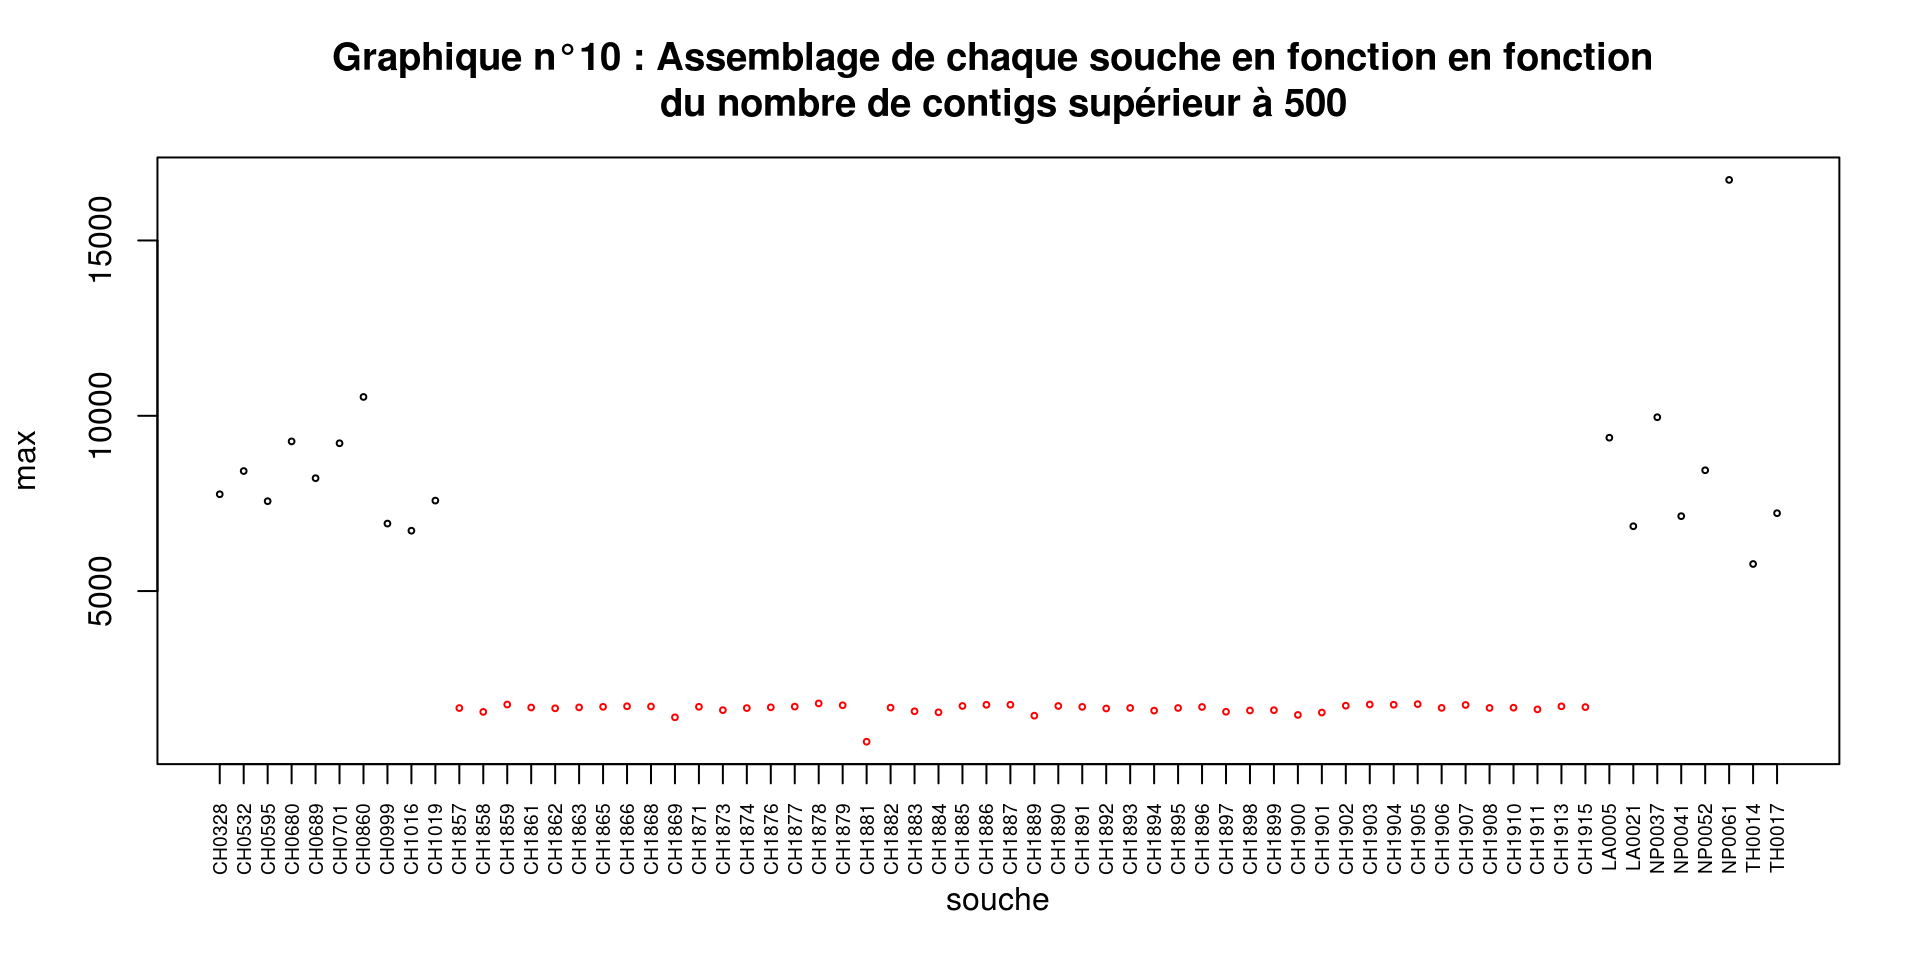 Graphique n°10 : Assemblage de chaque souche en fonction en fonction
du nombre de contigs supérieur à 500
max
15000
10000
5000
CH0328
CH0532
CH0595
CH0680
CH0689
CH0701
CH0860
CH0999
CH1016
CH1019
CH1857
CH1858
CH1859
CH1861
CH1862
CH1863
CH1865
CH1866
CH1868
CH1869
CH1871
CH1873
CH1874
CH1876
CH1877
CH1878
CH1879
CH1881
CH1882
CH1883
CH1884
CH1885
CH1886
CH1887
CH1889
CH1890
CH1891
CH1892
CH1893
CH1894
CH1895
CH1896
CH1897
CH1898
CH1899
CH1900
CH1901
CH1902
CH1903
CH1904
CH1905
CH1906
CH1907
CH1908
CH1910
CH1911
CH1913
CH1915
LA0005
LA0021
NP0037
NP0041
NP0052
NP0061
TH0014
TH0017
souche